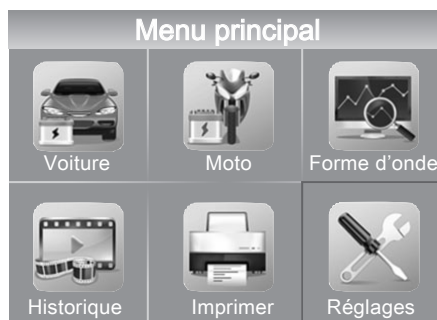 Menu principal
Voiture Moto Forme d'onde
Historique Imprimer Réglages